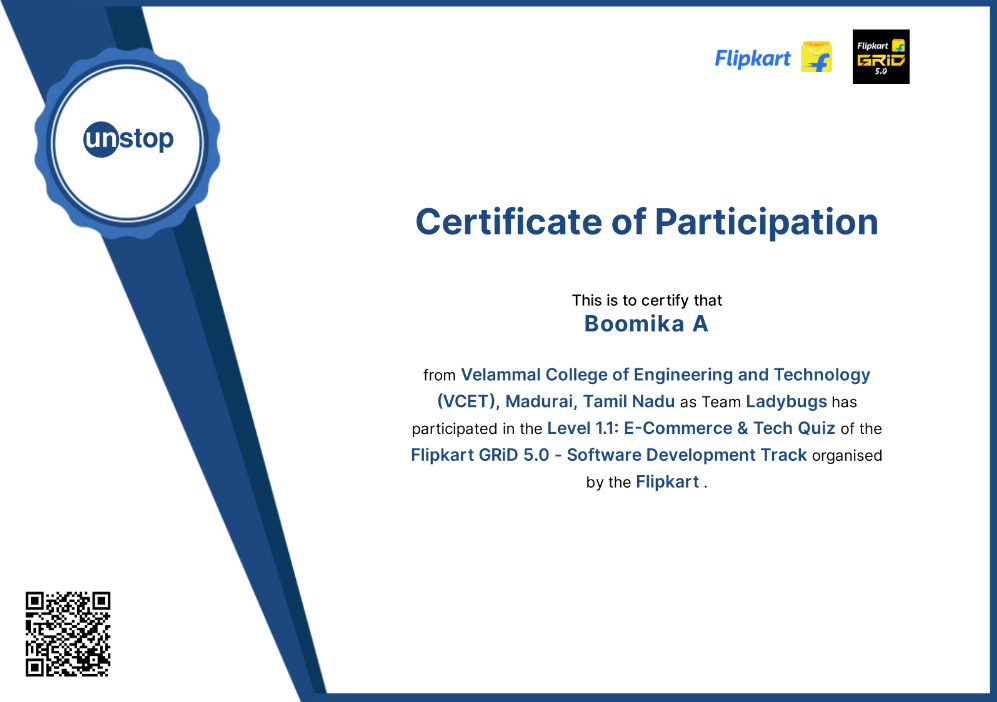 Flipkart
Flipkart
GRiD
5.0
unstop
Certificate of Participation
This is to certify that
Boomika A
from Velammal College of Engineering and Technology
(VCET), Madurai, Tamil Nadu as Team Ladybugs has
participated in the Level 1.1: E-Commerce & Tech Quiz of the
Flipkart GRiD 5.0 - Software Development Track organised
by the Flipkart .